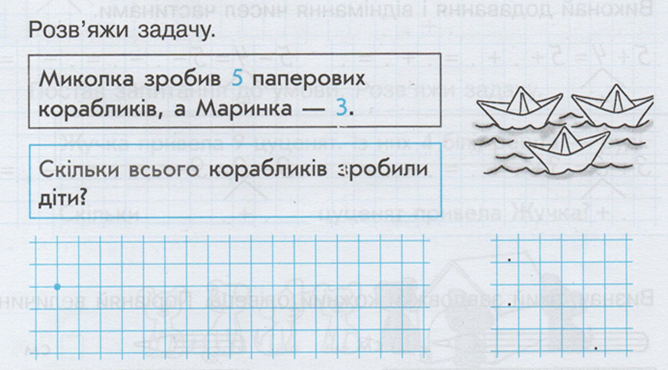 Розв'яжи задачу.
Миколка зробив 5 паперових
корабликів, а Маринка — 3.
Скільки всього корабликів зробили
діти?